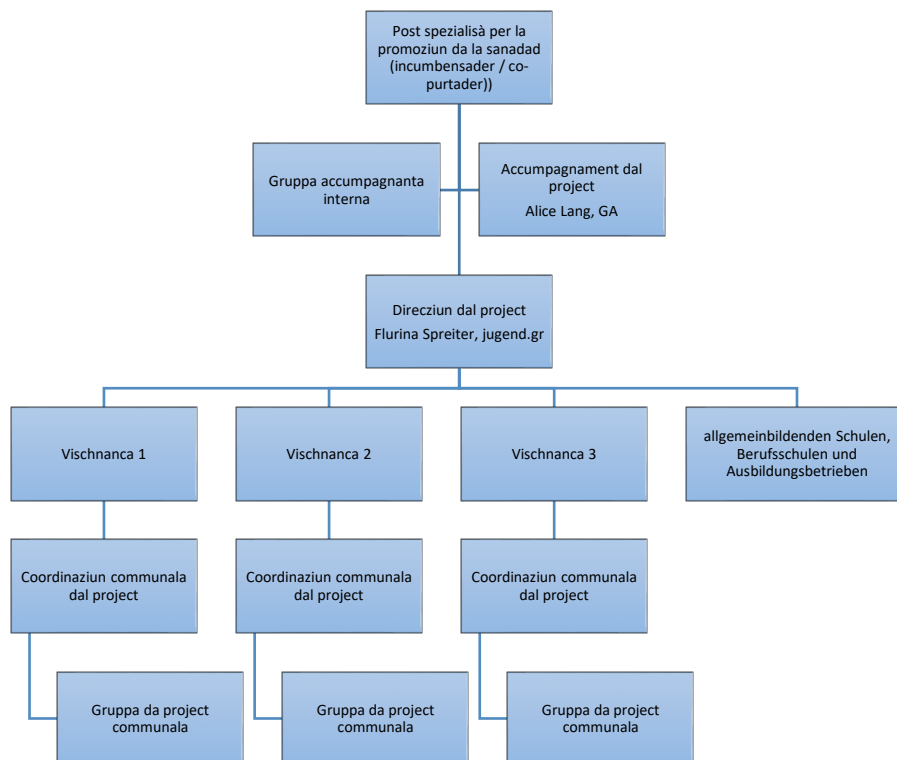 Post spezialisà per la
promoziun da la sanadad
(incumbensader / co-
purtader))
Gruppa accumpagnanta
interna
Accumpagnament dal
project
Alice Lang, GA
Direcziun dal project
Flurina Spreiter, jugend.gr
Vischnanca 1
Vischnanca 2
Vischnanca 3
allgemeinbildenden Schulen,
Berufsschulen und
Ausbildungsbetrieben
Coordinaziun communala
dal project
Coordinaziun communala
dal project
Coordinaziun communala
dal project
Gruppa da project
communala
Gruppa da project
communala
Gruppa da project
communala